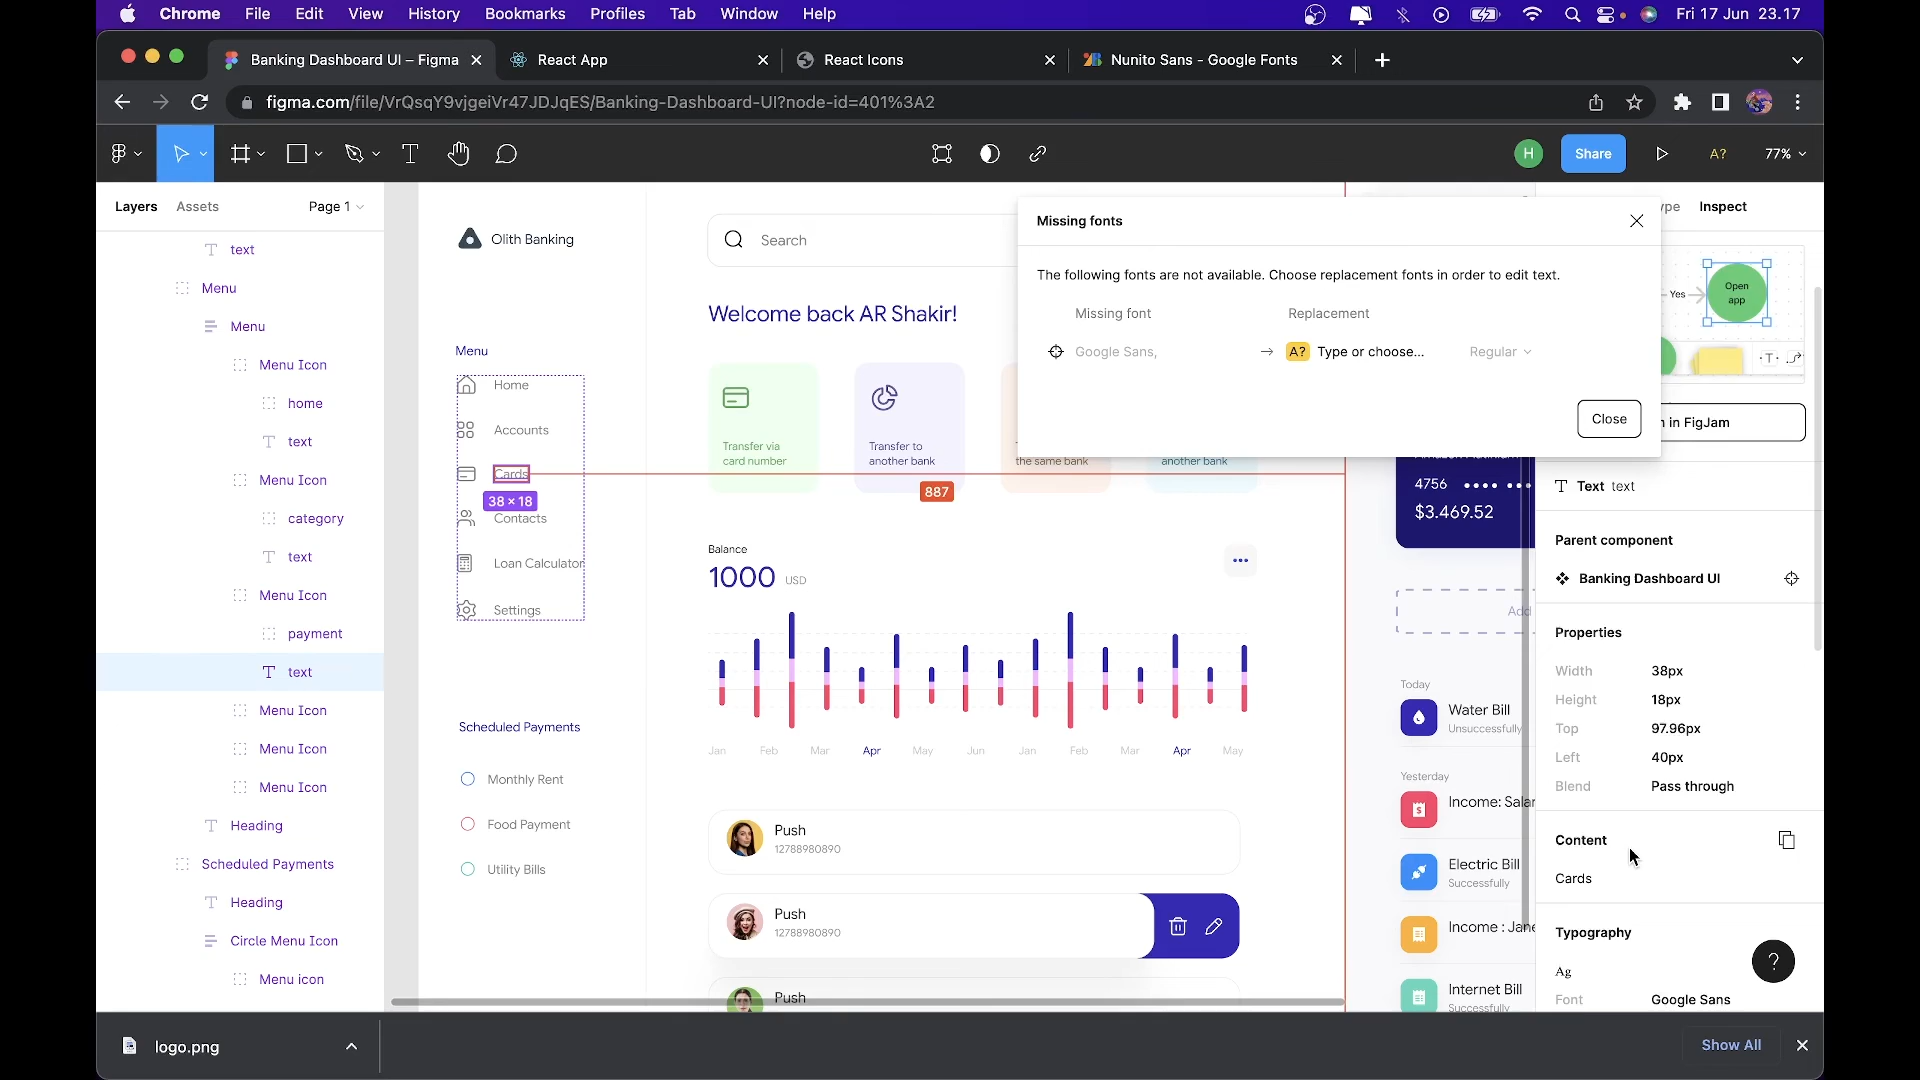 Chrome File Edit View History Bookmarks Profiles Tab Window Help Fri 17 Jun 23.17
Banking Dashboard UI – Figma React App React Icons Nunito Sans - Google Fonts
figma.com/file/VrQsqY9vjgeiVr47JDJqES/Banking-Dashboard-UI?node-id=401%3A2
H Share A? 77%
Layers Assets Page 1
text
Menu
Menu
Menu Icon
home
text
Menu Icon
category
text
Menu Icon
payment
text
Menu Icon
Menu Icon
Menu Icon
Heading
Scheduled Payments
Heading
Circle Menu Icon
Menu icon
Olith Banking
Menu
Home
Accounts
Cards
38 × 18
Contacts
Loan Calculator
Settings
Scheduled Payments
Monthly Rent
Food Payment
Utility Bills
Search
Welcome back AR Shakir!
Transfer via
card number
Transfer to
another bank
the same bank
another bank
887
Balance
1000 USD
Jan Feb Mar Apr May Jun Jan Feb Mar Apr May
Push
12788980890
Push
12788980890
Push
Missing fonts
The following fonts are not available. Choose replacement fonts in order to edit text.
Missing font Replacement
Google Sans, A? Type or choose... Regular
Close
4756
$3.469.52
Add
Today
Water Bill
Unsuccessfully
Yesterday
Income: Salar
Electric Bill
Successfully
Income : Jane
Internet Bill
Successfully
ype Inspect
Yes
Open
app
T
n in FigJam
Text text
Parent component
Banking Dashboard UI
Properties
Width 38px
Height 18px
Top 97.96px
Left 40px
Blend Pass through
Content
Cards
Typography
Ag
Font Google Sans
?
logo.png Show All